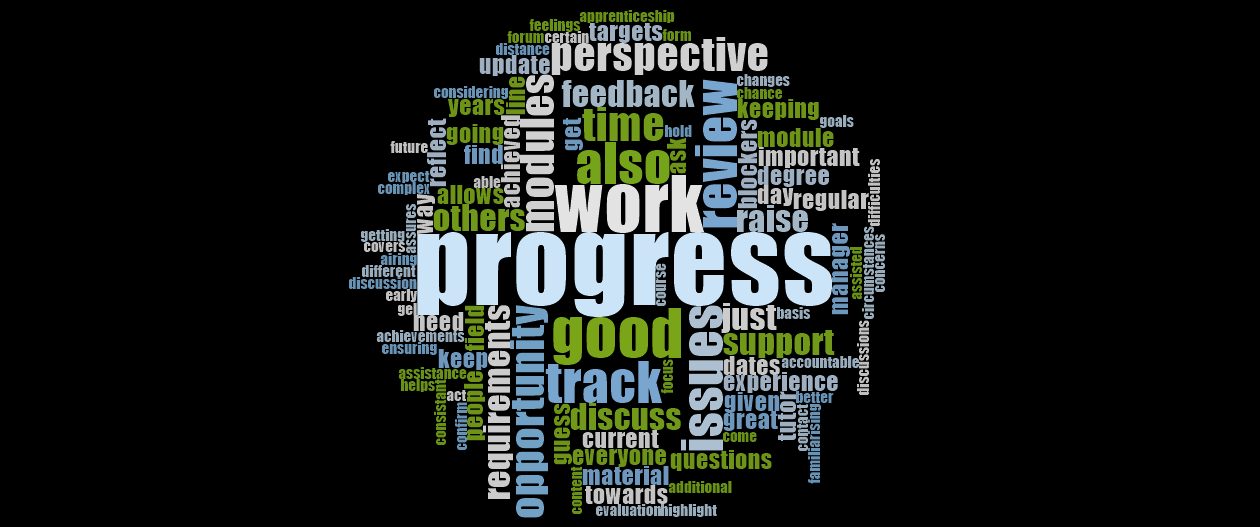 apprenticeship
feelings
targets
forum
certain
form
distance
perspective
update
changes
considering
line
modules
feedback
review
chance
years
keeping
goals
reflect
going
achieved
get
time
hold
blockers
module
future
find
also
ask
important
expect
able
degree
complex
allows
work
day
regular
difficulties
way
others
raise
assures
getting
progress
manager
covers
airing
different
discussion
course
assisted
circumstances
concerns
early
gel
need
field
requirements
opportunity
good
issues
just
basis
achievements
support
discussions
ensuring
keep
track
focus
dates
accountable
assistance
experience
helps
people
act
given
better
consistant
confirm
guess
discuss
great
tutor
contact
familiarising
current
come
everyone
questions
content
material
additional
towards
evaluation
highlight